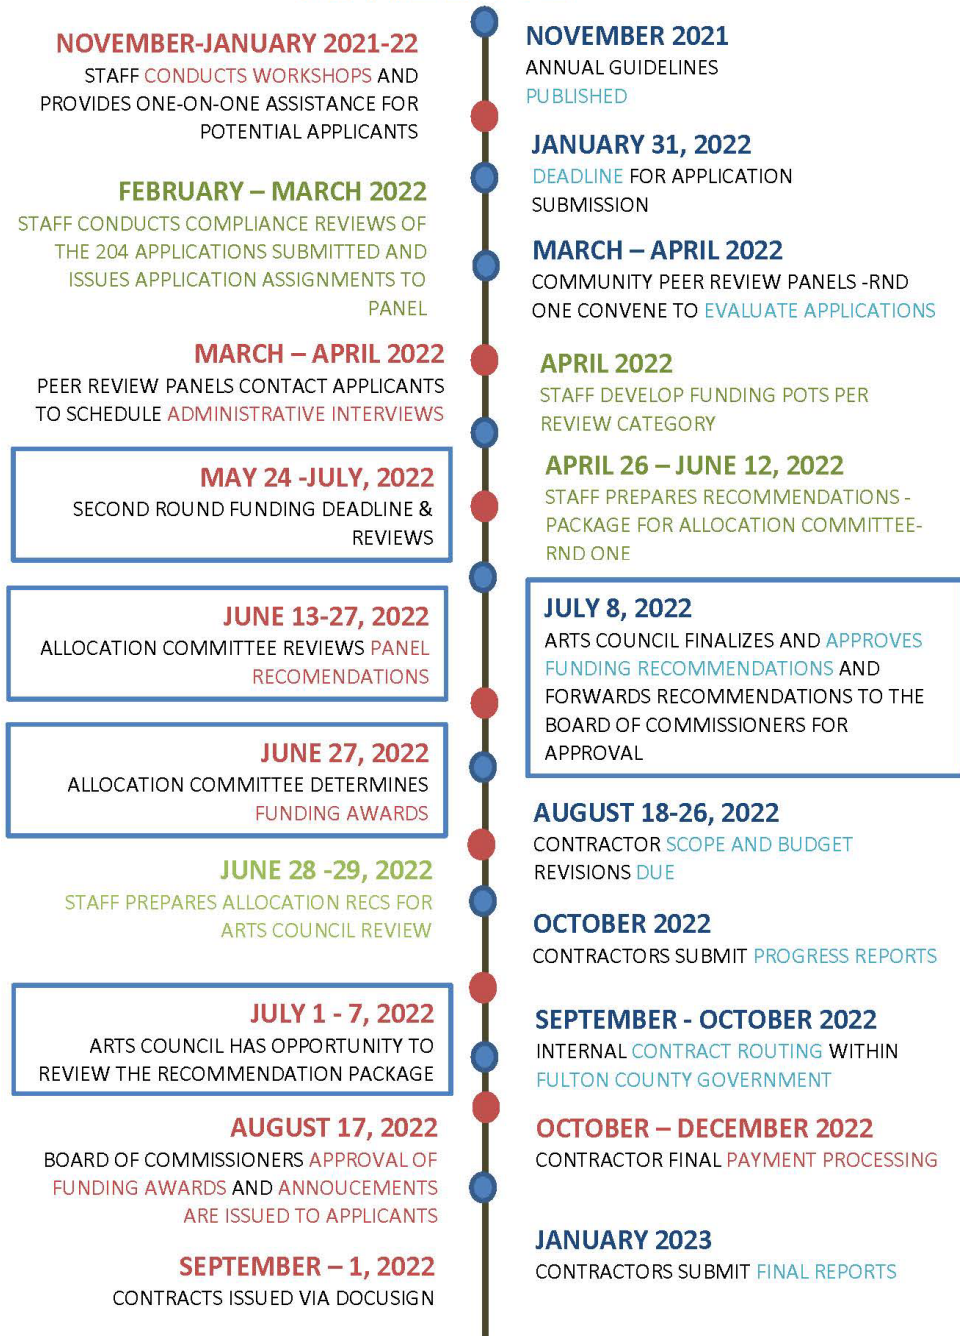 NOVEMBER-JANUARY 2021-22
STAFF CONDUCTS WORKSHOPS AND
PROVIDES ONE-ON-ONE ASSISTANCE FOR
POTENTIAL APPLICANTS
FEBRUARY – MARCH 2022
STAFF CONDUCTS COMPLIANCE REVIEWS OF
THE 204 APPLICATIONS SUBMITTED AND
ISSUES APPLICATION ASSIGNMENTS TO
PANEL
MARCH – APRIL 2022
PEER REVIEW PANELS CONTACT APPLICANTS
TO SCHEDULE ADMINISTRATIVE INTERVIEWS
MAY 24 -JULY, 2022
SECOND ROUND FUNDING DEADLINE &
REVIEWS
JUNE 13-27, 2022
ALLOCATION COMMITTEE REVIEWS PANEL
RECOMENDATIONS
JUNE 27, 2022
ALLOCATION COMMITTEE DETERMINES
FUNDING AWARDS
JUNE 28 -29, 2022
STAFF PREPARES ALLOCATION RECS FOR
ARTS COUNCIL REVIEW
JULY 1 - 7, 2022
ARTS COUNCIL HAS OPPORTUNITY TO
REVIEW THE RECOMMENDATION PACKAGE
AUGUST 17, 2022
BOARD OF COMMISSIONERS APPROVAL OF
FUNDING AWARDS AND ANNOUCEMENTS
ARE ISSUED TO APPLICANTS
SEPTEMBER – 1, 2022
CONTRACTS ISSUED VIA DOCUSIGN
NOVEMBER 2021
ANNUAL GUIDELINES
PUBLISHED
JANUARY 31, 2022
DEADLINE FOR APPLICATION
SUBMISSION
MARCH – APRIL 2022
COMMUNITY PEER REVIEW PANELS -RND
ONE CONVENE TO EVALUATE APPLICATIONS
APRIL 2022
STAFF DEVELOP FUNDING POTS PER
REVIEW CATEGORY
APRIL 26 – JUNE 12, 2022
STAFF PREPARES RECOMMENDATIONS -
PACKAGE FOR ALLOCATION COMMITTEE-
RND ONE
JULY 8, 2022
ARTS COUNCIL FINALIZES AND APPROVES
FUNDING RECOMMENDATIONS AND
FORWARDS RECOMMENDATIONS TO THE
BOARD OF COMMISSIONERS FOR
APPROVAL
AUGUST 18-26, 2022
CONTRACTOR SCOPE AND BUDGET
REVISIONS DUE
OCTOBER 2022
CONTRACTORS SUBMIT PROGRESS REPORTS
SEPTEMBER - OCTOBER 2022
INTERNAL CONTRACT ROUTING WITHIN
FULTON COUNTY GOVERNMENT
OCTOBER – DECEMBER 2022
CONTRACTOR FINAL PAYMENT PROCESSING
JANUARY 2023
CONTRACTORS SUBMIT FINAL REPORTS